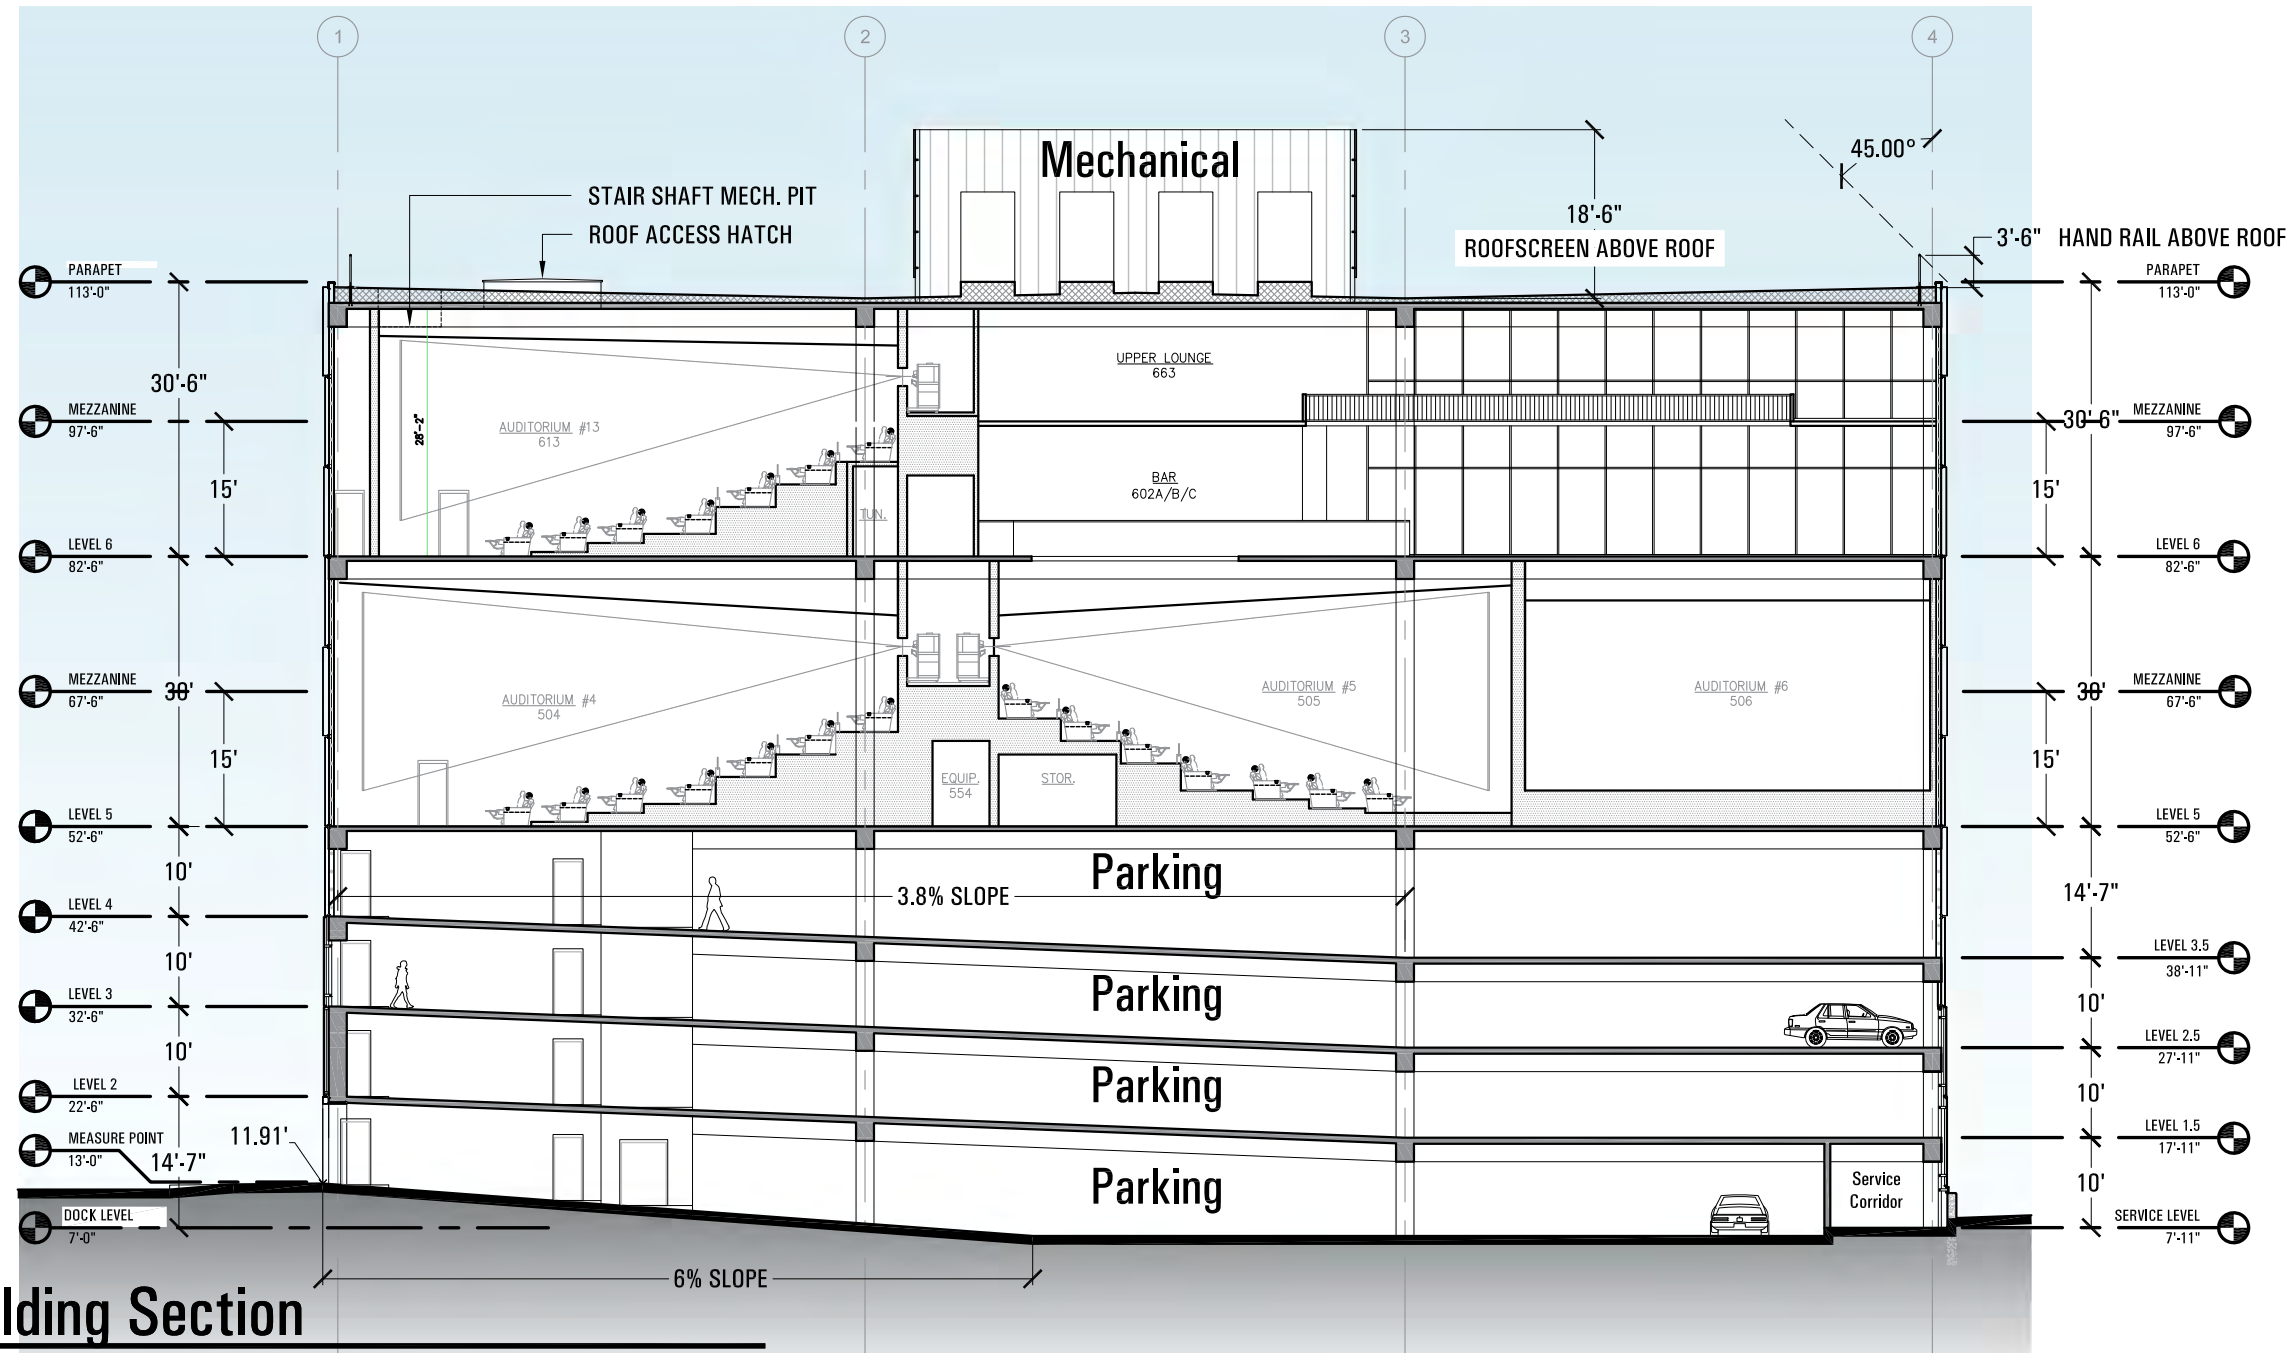 1
2
3
4
Mechanical
45.00°
STAIR SHAFT MECH. PIT
ROOF ACCESS HATCH
18'-6"
ROOFSCREEN ABOVE ROOF
3'-6" HAND RAIL ABOVE ROOF
PARAPET
113'-0"
PARAPET
113'-0"
30'-6"
UPPER LOUNGE
663
MEZZANINE
97'-6"
28'-2"
AUDITORIUM #13
613
30'-6"
MEZZANINE
97'-6"
15'
BAR
602A/B/C
15'
TUN.
LEVEL 6
82'-6"
LEVEL 6
82'-6"
MEZZANINE
67'-6"
30'
AUDITORIUM #4
504
AUDITORIUM #5
505
AUDITORIUM #6
506
30'
MEZZANINE
67'-6"
15'
EQUIP.
554
STOR.
15'
LEVEL 5
52'-6"
LEVEL 5
52'-6"
10'
Parking
3.8% SLOPE
14'-7"
LEVEL 4
42'-6"
LEVEL 3.5
38'-11"
10'
Parking
10'
LEVEL 3
32'-6"
LEVEL 2.5
27'-11"
10'
Parking
10'
LEVEL 2
22'-6"
LEVEL 1.5
17'-11"
MEASURE POINT
13'-0"
11.91'
14'-7"
Parking
Service
Corridor
10'
DOCK LEVEL
7'-0"
SERVICE LEVEL
7'-11"
6% SLOPE
lding Section